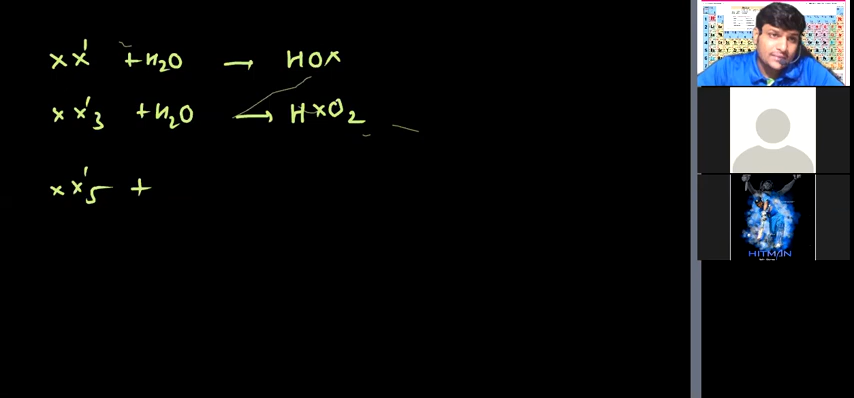 XX' + H₂O → HOX
XX'₃ + H₂O → HXO₂
XX'₅ +
HITMAN